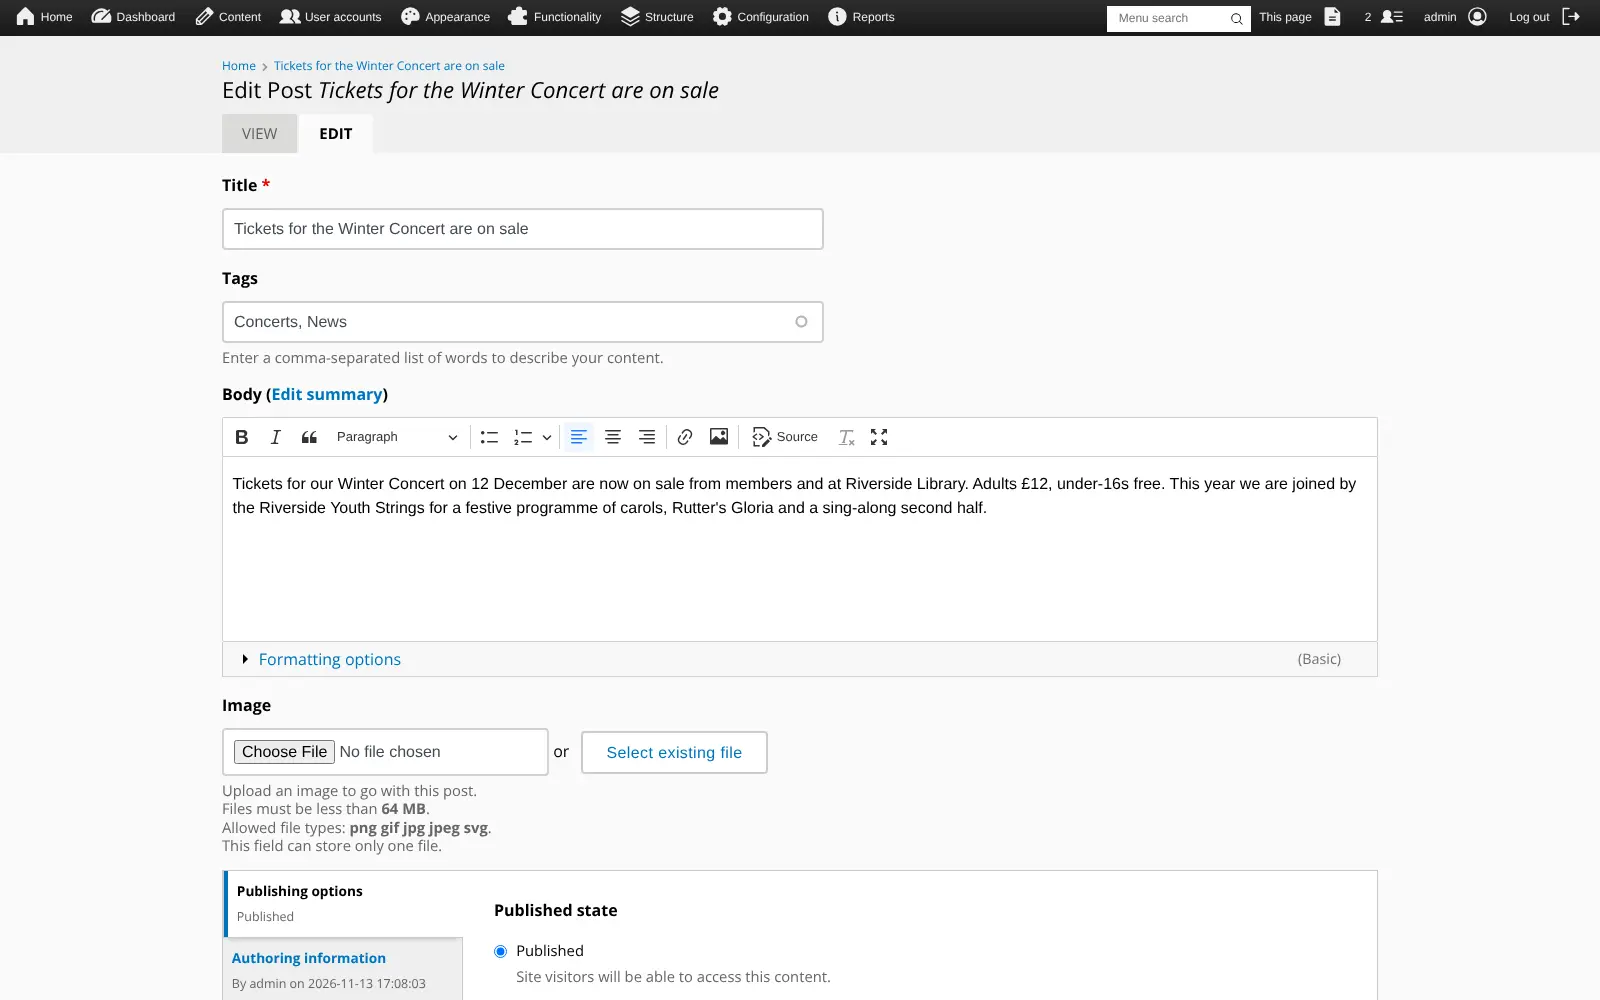 Home Dashboard Content User accounts Appearance Functionality Structure Configuration Reports Menu search This page 2 admin Log out
Home › Tickets for the Winter Concert are on sale
Edit Post Tickets for the Winter Concert are on sale
VIEW EDIT
Title *
Tickets for the Winter Concert are on sale
Tags
Concerts, News
Enter a comma-separated list of words to describe your content.
Body (Edit summary)
Paragraph Source
Tickets for our Winter Concert on 12 December are now on sale from members and at Riverside Library. Adults £12, under-16s free. This year we are joined by
the Riverside Youth Strings for a festive programme of carols, Rutter's Gloria and a sing-along second half.
Formatting options (Basic)
Image
Choose File No file chosen or Select existing file
Upload an image to go with this post.
Files must be less than 64 MB.
Allowed file types: png gif jpg jpeg svg.
This field can store only one file.
Publishing options
Published
Published state
Published
Site visitors will be able to access this content.
Authoring information
By admin on 2026-11-13 17:08:03